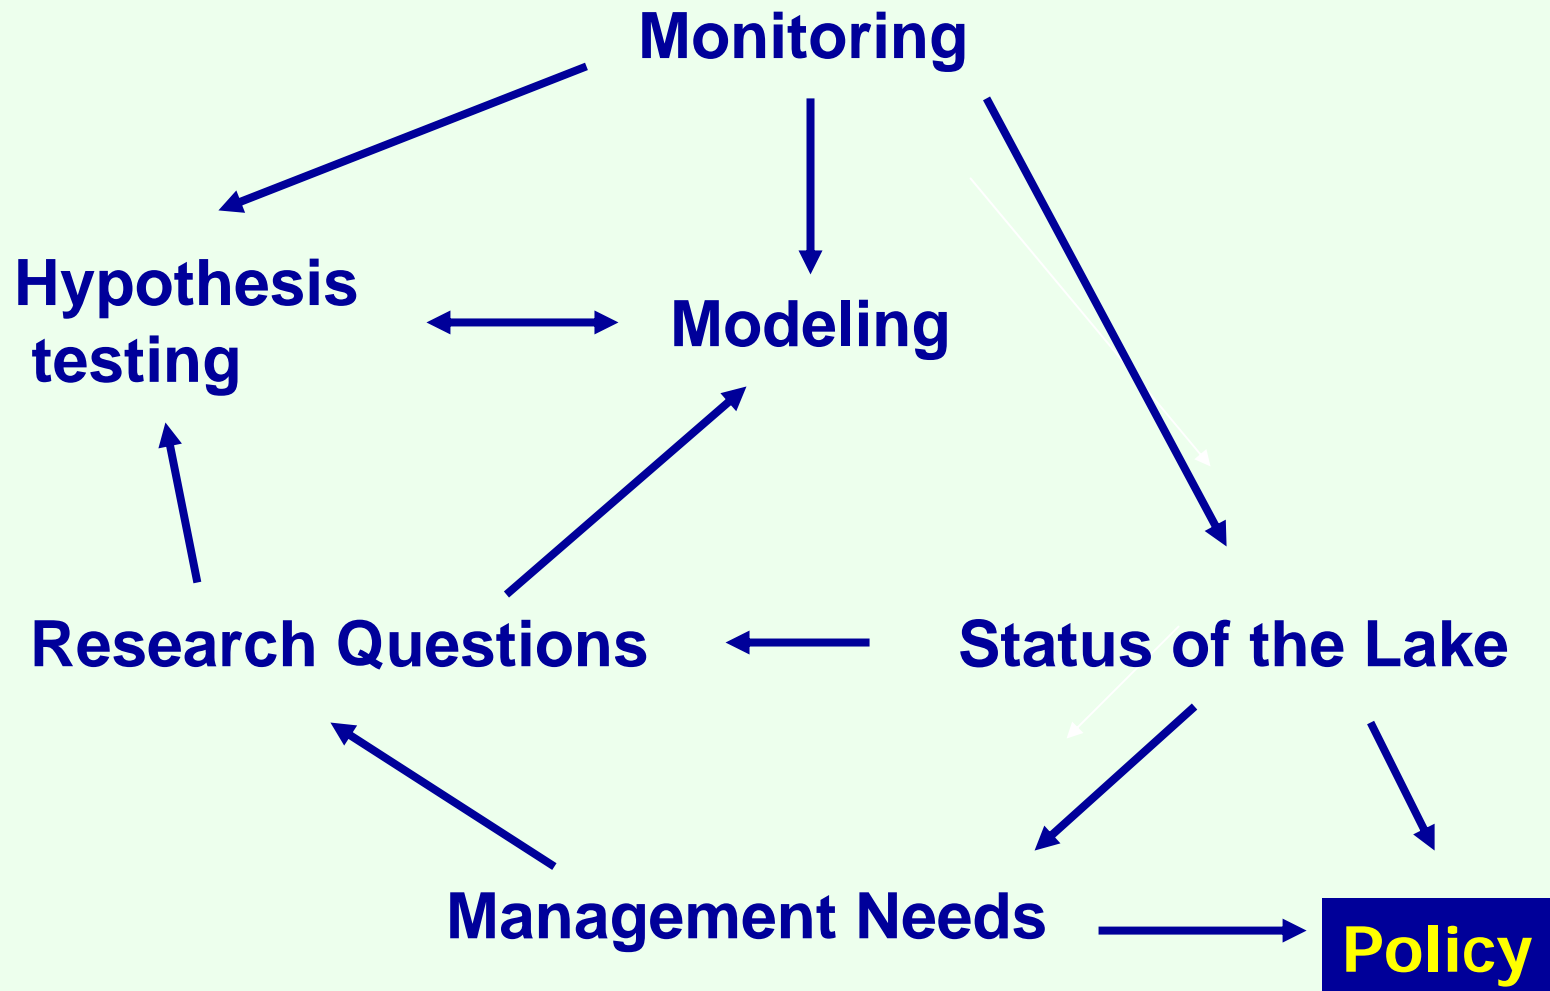 Monitoring
Hypothesis
testing
Modeling
Research Questions
Status of the Lake
Management Needs
Policy